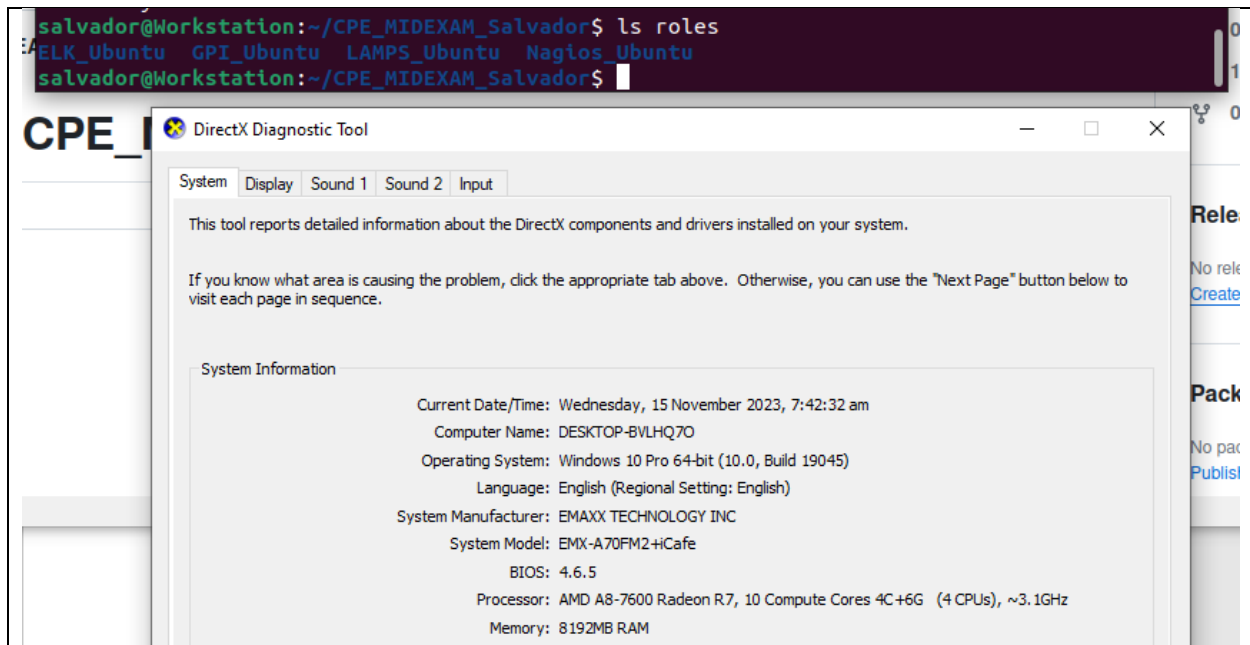 salvador@Workstation:~/CPE_MIDEXAM_Salvador$ ls roles
ELK_Ubuntu GPI_Ubuntu LAMPS_Ubuntu Nagios_Ubuntu
salvador@Workstation:~/CPE_MIDEXAM_Salvador$
0
1
0
CPE_
DirectX Diagnostic Tool
System Display Sound 1 Sound 2 Input
This tool reports detailed information about the DirectX components and drivers installed on your system.
If you know what area is causing the problem, click the appropriate tab above. Otherwise, you can use the "Next Page" button below to
visit each page in sequence.
System Information
Current Date/Time: Wednesday, 15 November 2023, 7:42:32 am
Computer Name: DESKTOP-BVLHQ7O
Operating System: Windows 10 Pro 64-bit (10.0, Build 19045)
Language: English (Regional Setting: English)
System Manufacturer: EMAXX TECHNOLOGY INC
System Model: EMX-A70FM2+iCafe
BIOS: 4.6.5
Processor: AMD A8-7600 Radeon R7, 10 Compute Cores 4C+6G (4 CPUs), ~3.1GHz
Memory: 8192MB RAM
Rele
No rele
Create
Pack
No pac
Publish